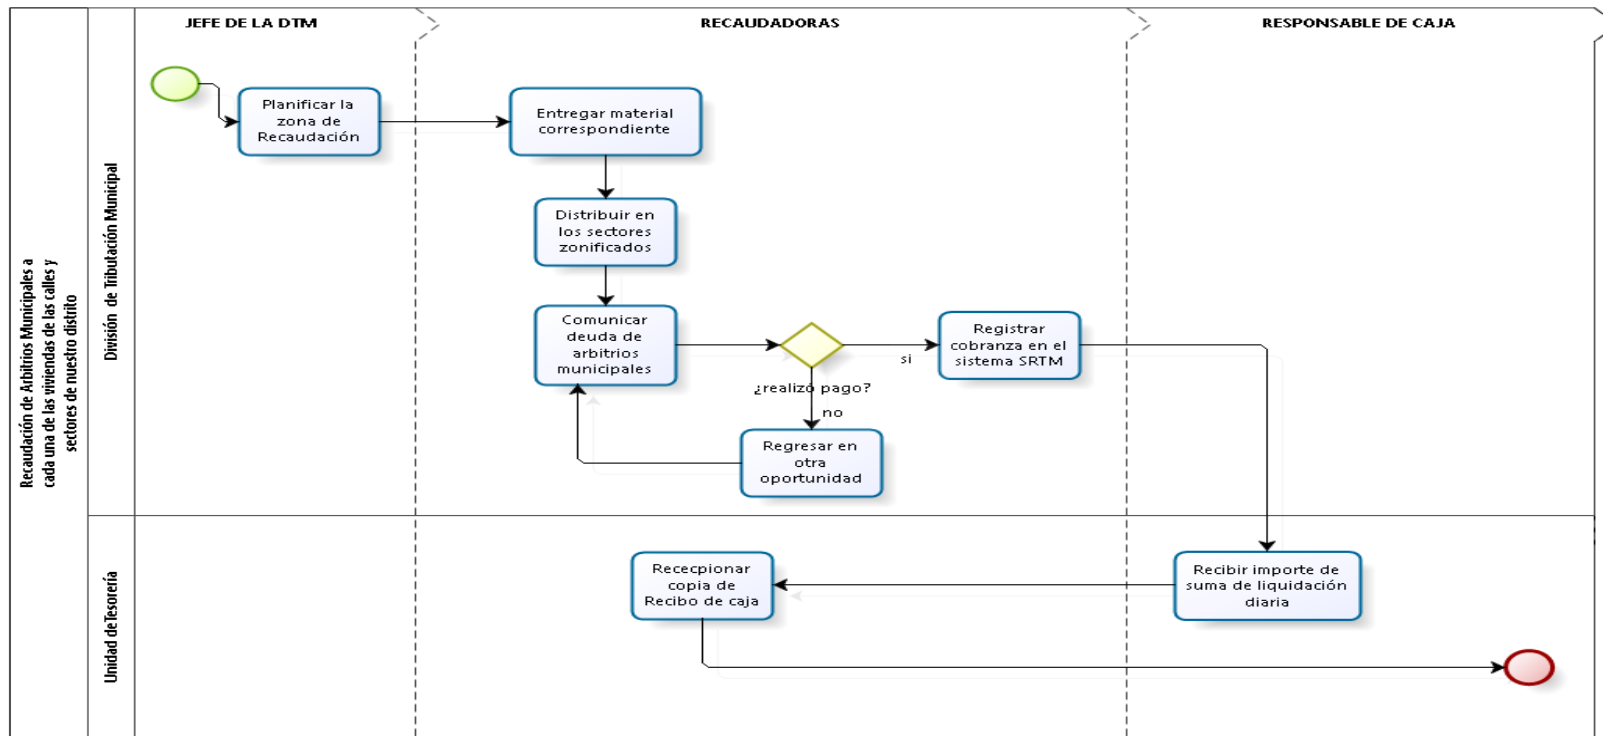 JEFE DE LA DTM
RECAUDADORAS
RESPONSABLE DE CAJA
Recaudación de Arbitrios Municipales a
cada una de las viviendas de las calles y
sectores de nuestro distrito
División de Tributación Municipal
Planificar la
zona de
Recaudación
Entregar material
correspondiente
Distribuir en
los sectores
zonificados
Comunicar
deuda de
arbitrios
municipales
¿realizó pago?
si
no
Registrar
cobranza en el
sistema SRTM
Regresar en
otra
oportunidad
Unidad deTesorería
Rececpionar
copia de
Recibo de caja
Recibir importe de
suma de liquidación
diaria